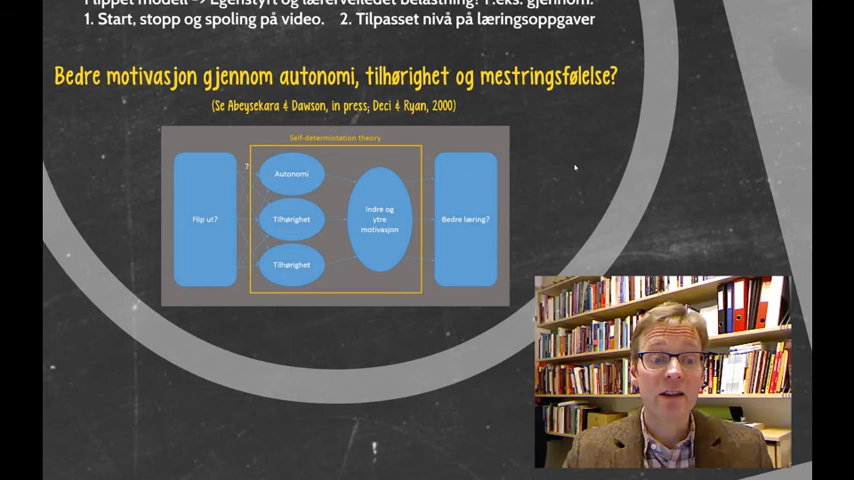 Flippet modell -> Egenstyrt og lærerveiledet belastning? F.eks. gjennom:
1. Start, stopp og spoling på video. 2. Tilpasset nivå på læringsoppgaver
Bedre motivasjon gjennom autonomi, tilhørighet og mestringsfølelse?
(Se Abeysekara & Dawson, in press; Deci & Ryan, 2000)
Self-determintation theory
?
Autonomi
Flip ut?
Tilhørighet
Indre og
ytre
motivasjon
Bedre læring?
Tilhørighet